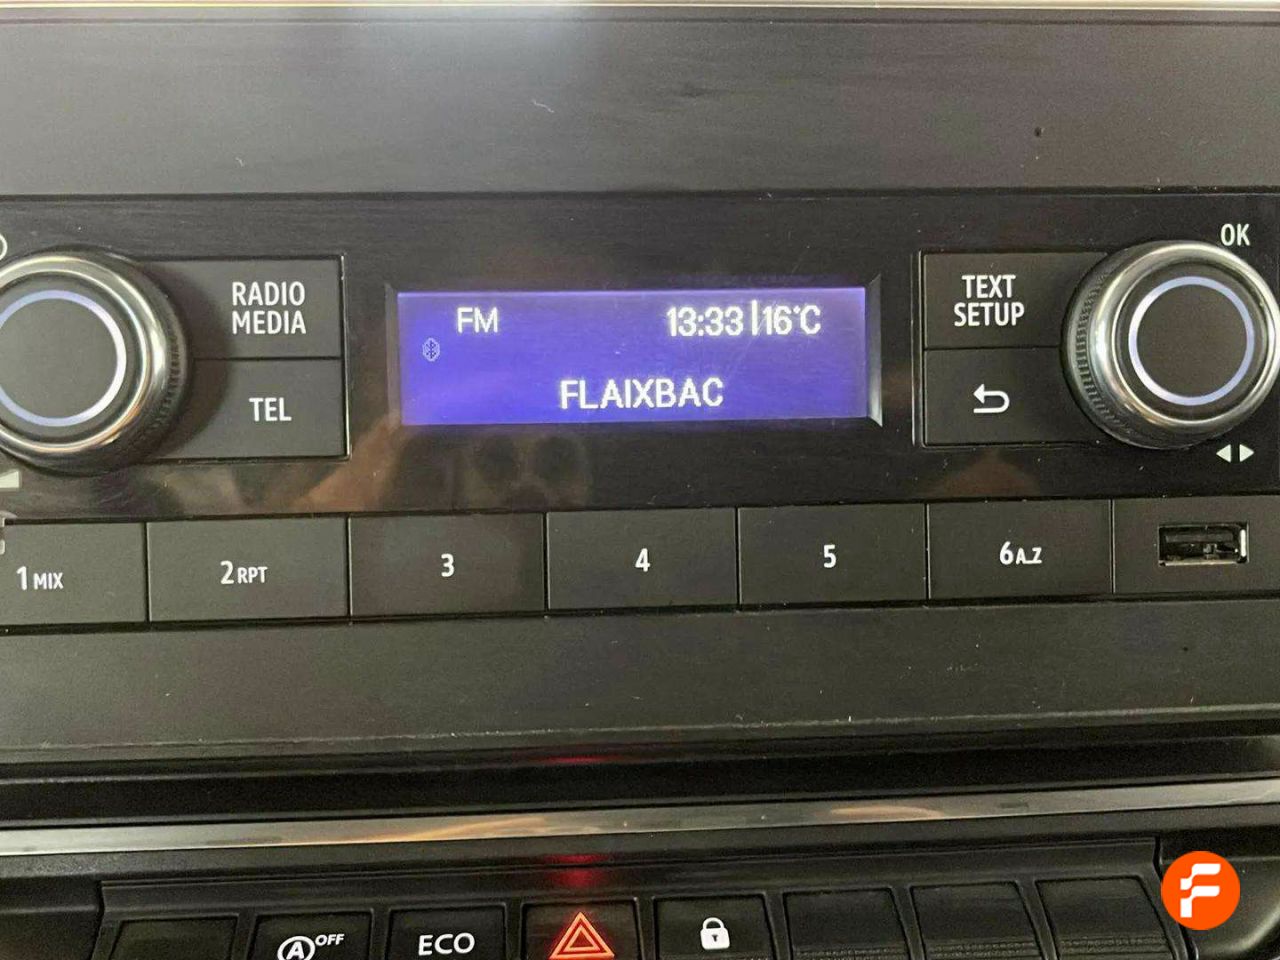 OK
RADIO
MEDIA
TEL
FM
13:33
16°C
FLAIXBAC
TEXT
SETUP
1 MIX
2 RPT
3
4
5
6 A_Z
A OFF
ECO
F